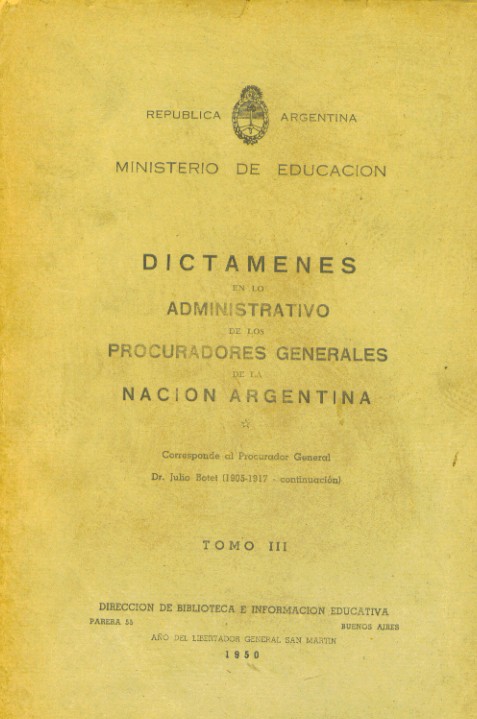 REPUBLICA ARGENTINA
MINISTERIO DE EDUCACION
DICTAMENES
EN LO
ADMINISTRATIVO
DE LOS
PROCURADORES GENERALES
DE LA
NACION ARGENTINA
Corresponde al Procurador General
Dr. Julio Botet (1905-1917 - continuación)
TOMO III
DIRECCION DE BIBLIOTECA E INFORMACION EDUCATIVA
PARERA 55 BUENOS AIRES
AÑO DEL LIBERTADOR GENERAL SAN MARTIN
1950